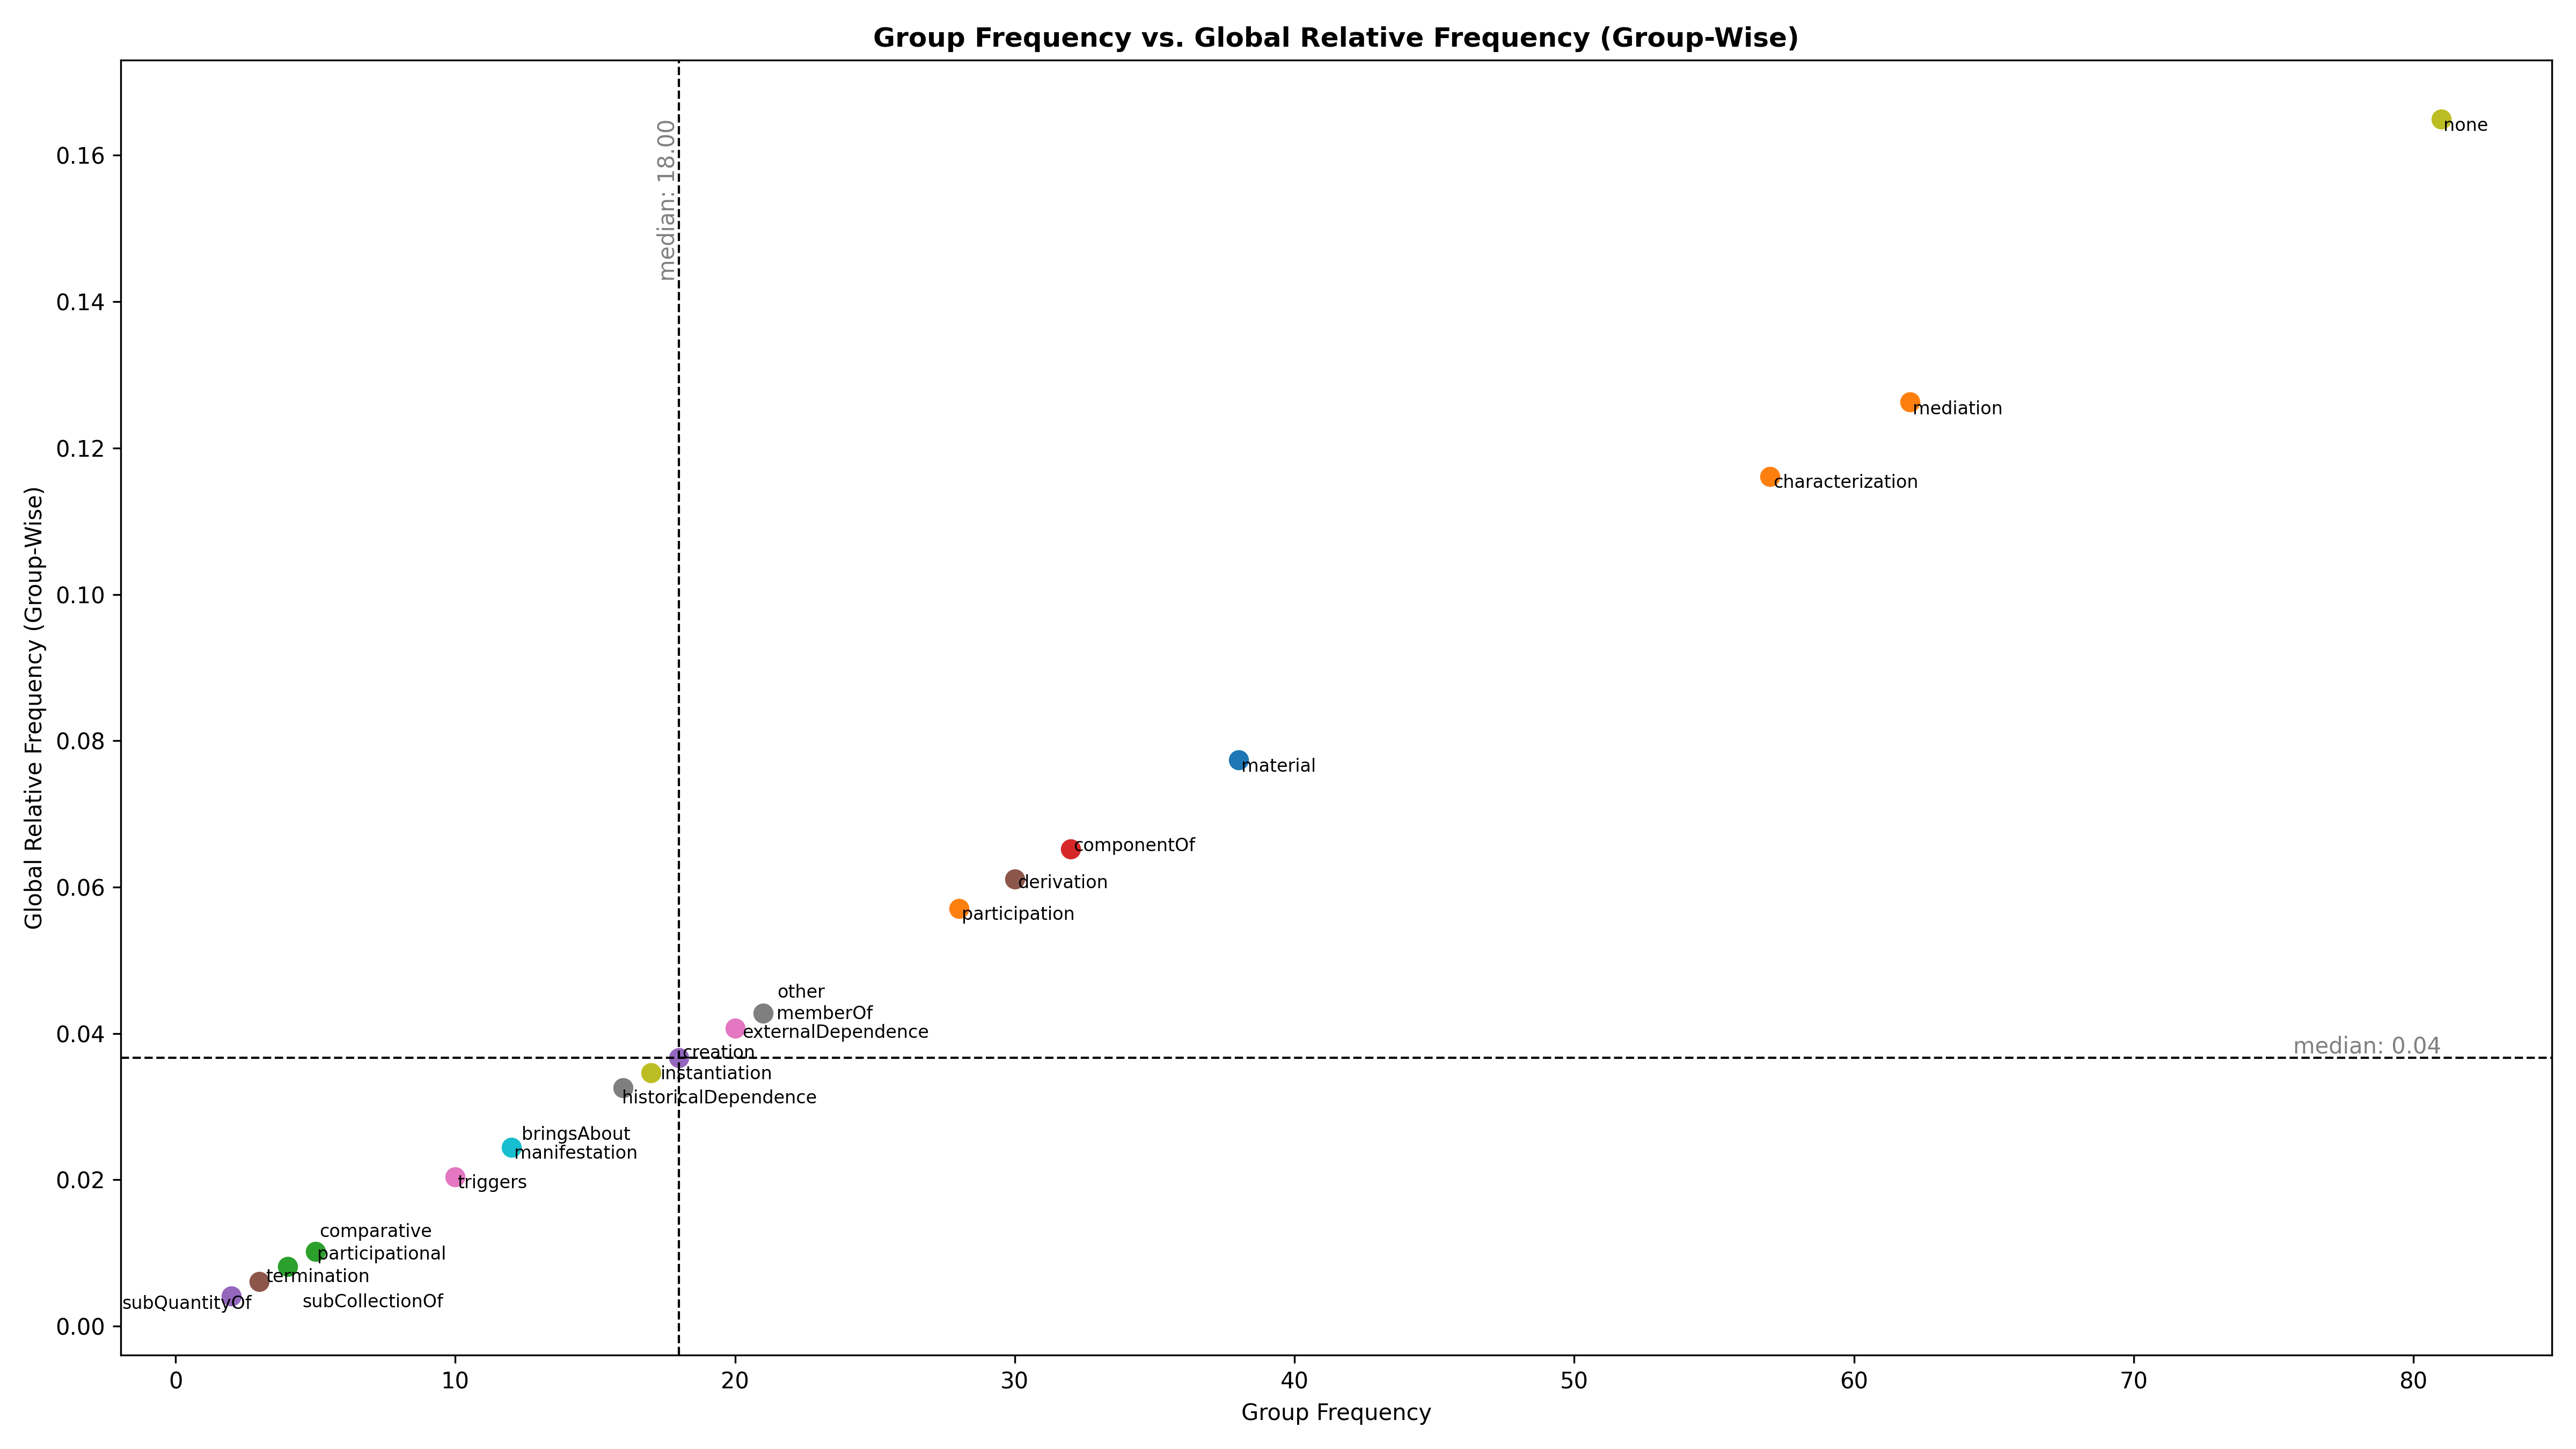 Group Frequency vs. Global Relative Frequency (Group-Wise)
Global Relative Frequency (Group-Wise)
0.16
0.14
0.12
0.10
0.08
0.06
0.04
0.02
0.00
median: 18.00
none
mediation
characterization
material
componentOf
derivation
participation
other
memberOf
externalDependence
median: 0.04
creation
instantiation
historicalDependence
bringsAbout
manifestation
triggers
comparative
participational
termination
subQuantityOf
subCollectionOf
0 10 20 30 40 50 60 70 80
Group Frequency